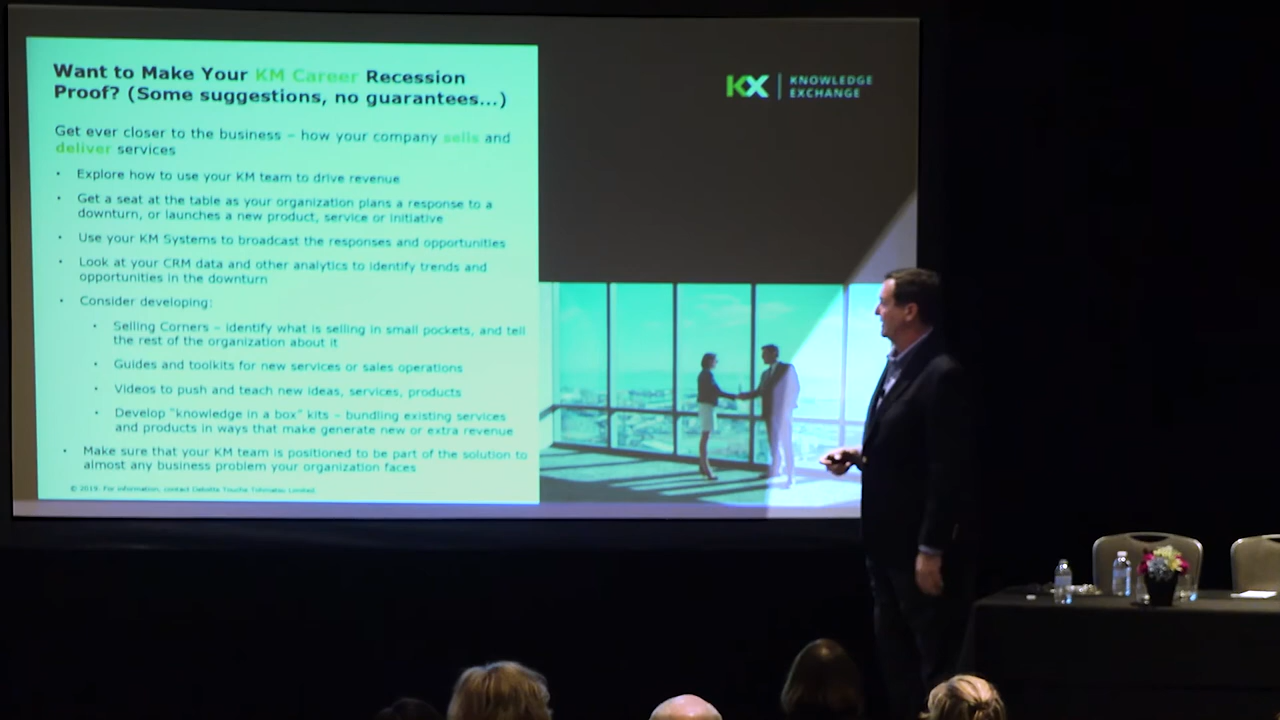 Want to Make Your KM Career Recession
Proof? (Some suggestions, no guarantees...)
KX | KNOWLEDGE
EXCHANGE
Get ever closer to the business – how your company sells and
deliver services
• Explore how to use your KM team to drive revenue
• Get a seat at the table as your organization plans a response to a
downturn, or launches a new product, service or initiative
• Use your KM Systems to broadcast the responses and opportunities
• Look at your CRM data and other analytics to identify trends and
opportunities in the downturn
• Consider developing:
• Selling Corners – identify what is selling in small pockets, and tell
the rest of the organization about it
• Guides and toolkits for new services or sales operations
• Videos to push and teach new ideas, services, products
• Develop "knowledge in a box" kits – bundling existing services
and products in ways that make generate new or extra revenue
• Make sure that your KM team is positioned to be part of the solution to
almost any business problem your organization faces
© 2019. For information, contact Deloitte Touche Tohmatsu Limited.